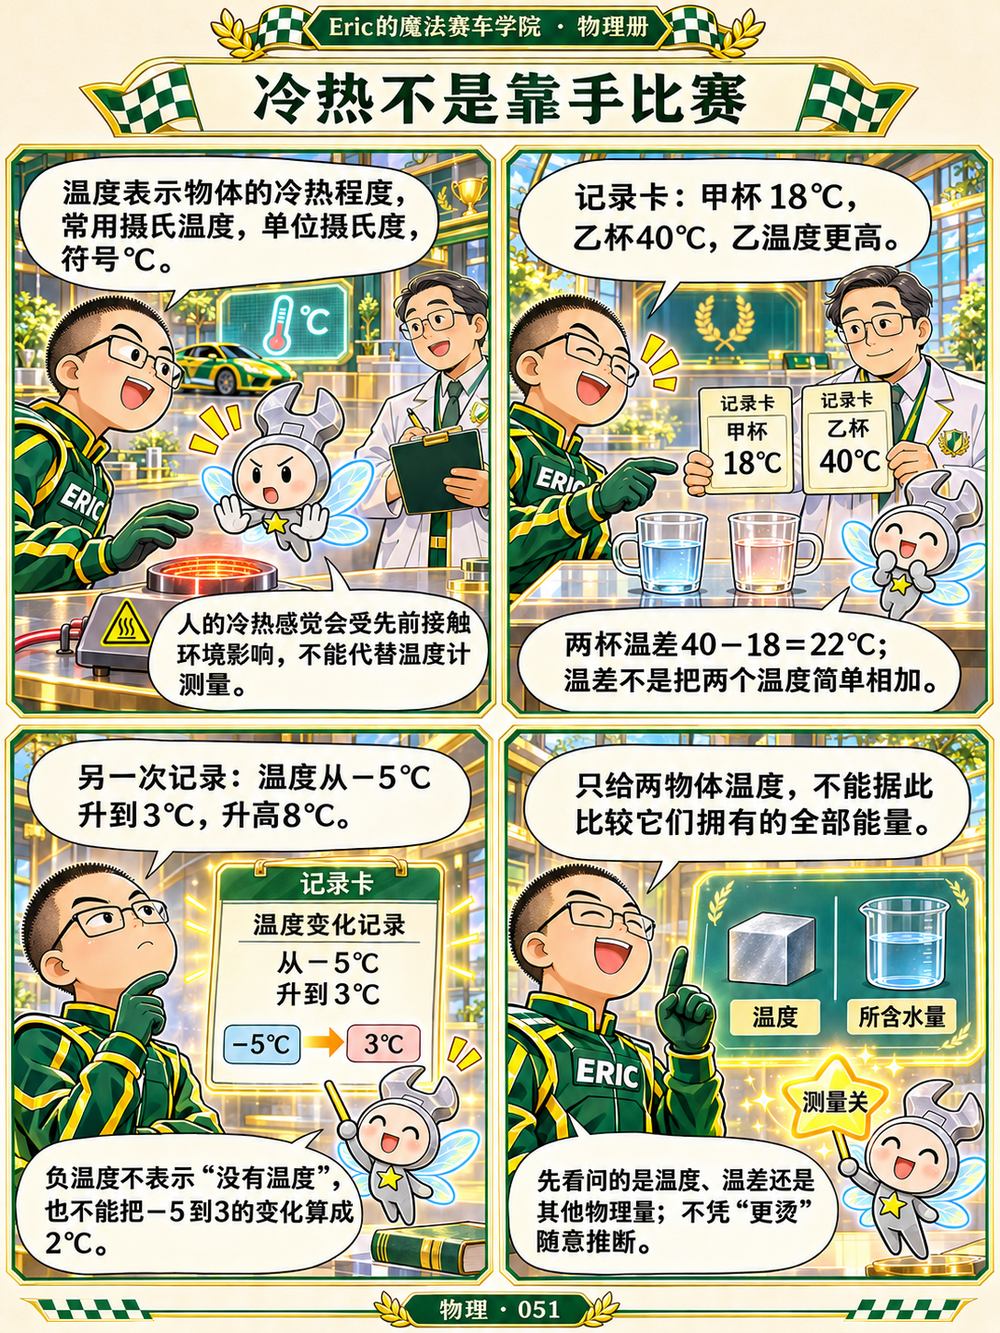 Eric的魔法赛车学院 · 物理册
冷热不是靠手比赛
温度表示物体的冷热程度，
常用摄氏温度，单位摄氏度，
符号℃。
℃
ERIC
人的冷热感觉会受先前接触
环境影响，不能代替温度计
测量。
记录卡：甲杯 18℃，
乙杯40℃，乙温度更高。
记录卡
甲杯
18℃
记录卡
乙杯
40℃
ERIC
两杯温差40－18＝22℃；
温差不是把两个温度简单相加。
另一次记录：温度从－5℃
升到3℃，升高8℃。
记录卡
温度变化记录
从－5℃
升到3℃
－5℃
3℃
负温度不表示“没有温度”，
也不能把－5到3的变化算成
2℃。
只给两物体温度，不能据此
比较它们拥有的全部能量。
温度
所含水量
ERIC
测量关
先看问的是温度、温差还是
其他物理量；不凭“更烫”
随意推断。
物理 · 051